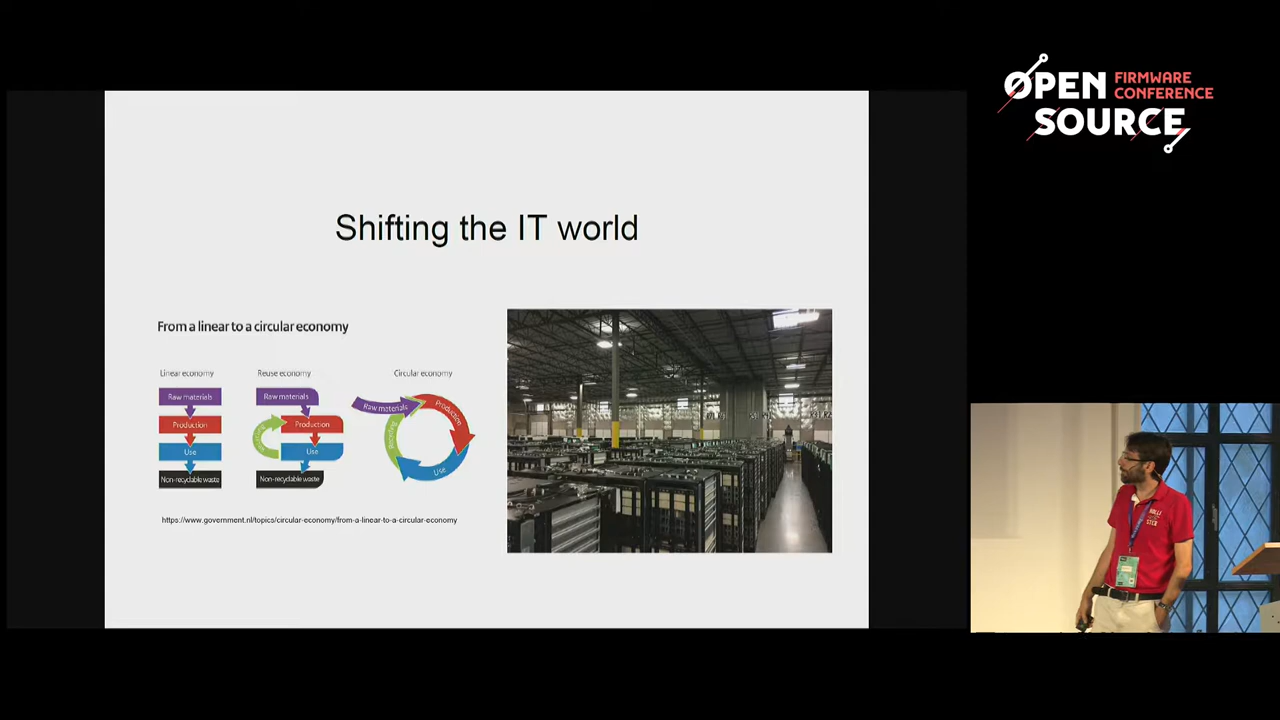 OPEN FIRMWARE
CONFERENCE
SOURCE
Shifting the IT world
From a linear to a circular economy
Linear economy
Raw materials
Production
Use
Non-recyclable waste
Reuse economy
Raw materials
Production
Use
Non-recyclable waste
Circular economy
Raw materials
Production
Use
https://www.government.nl/topics/circular-economy/from-a-linear-to-a-circular-economy